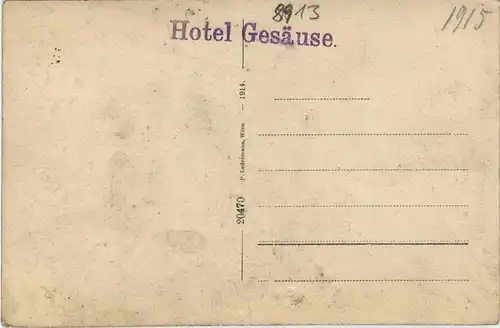 8913
1915
Hotel Gesäuse.
20470 P. Ledermann, Wien — 1914.